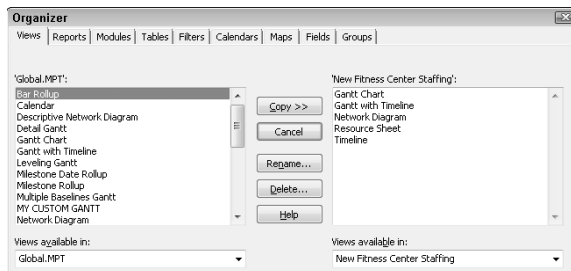 Organizer
Views Reports Modules Tables Filters Calendars Maps Fields Groups
'Global.MPT':
Bar Rollup
Calendar
Descriptive Network Diagram
Detail Gantt
Gantt Chart
Gantt with Timeline
Leveling Gantt
Milestone Date Rollup
Milestone Rollup
Multiple Baselines Gantt
MY CUSTOM GANTT
Network Diagram
Copy >>
Cancel
Rename...
Delete...
Help
'New Fitness Center Staffing':
Gantt Chart
Gantt with Timeline
Network Diagram
Resource Sheet
Timeline
Views available in:
Global.MPT
Views available in:
New Fitness Center Staffing